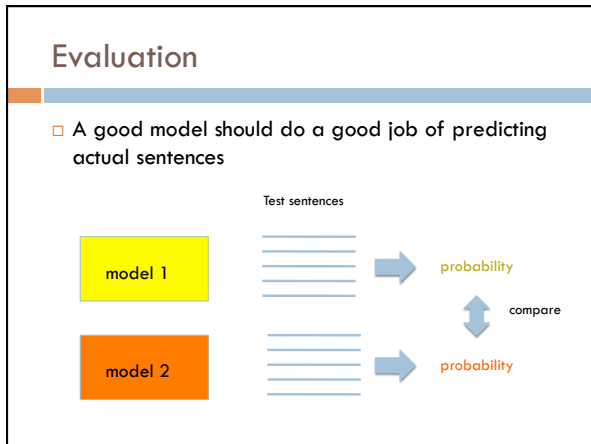 Evaluation
A good model should do a good job of predicting
actual sentences
Test sentences
model 1
probability
compare
model 2
probability